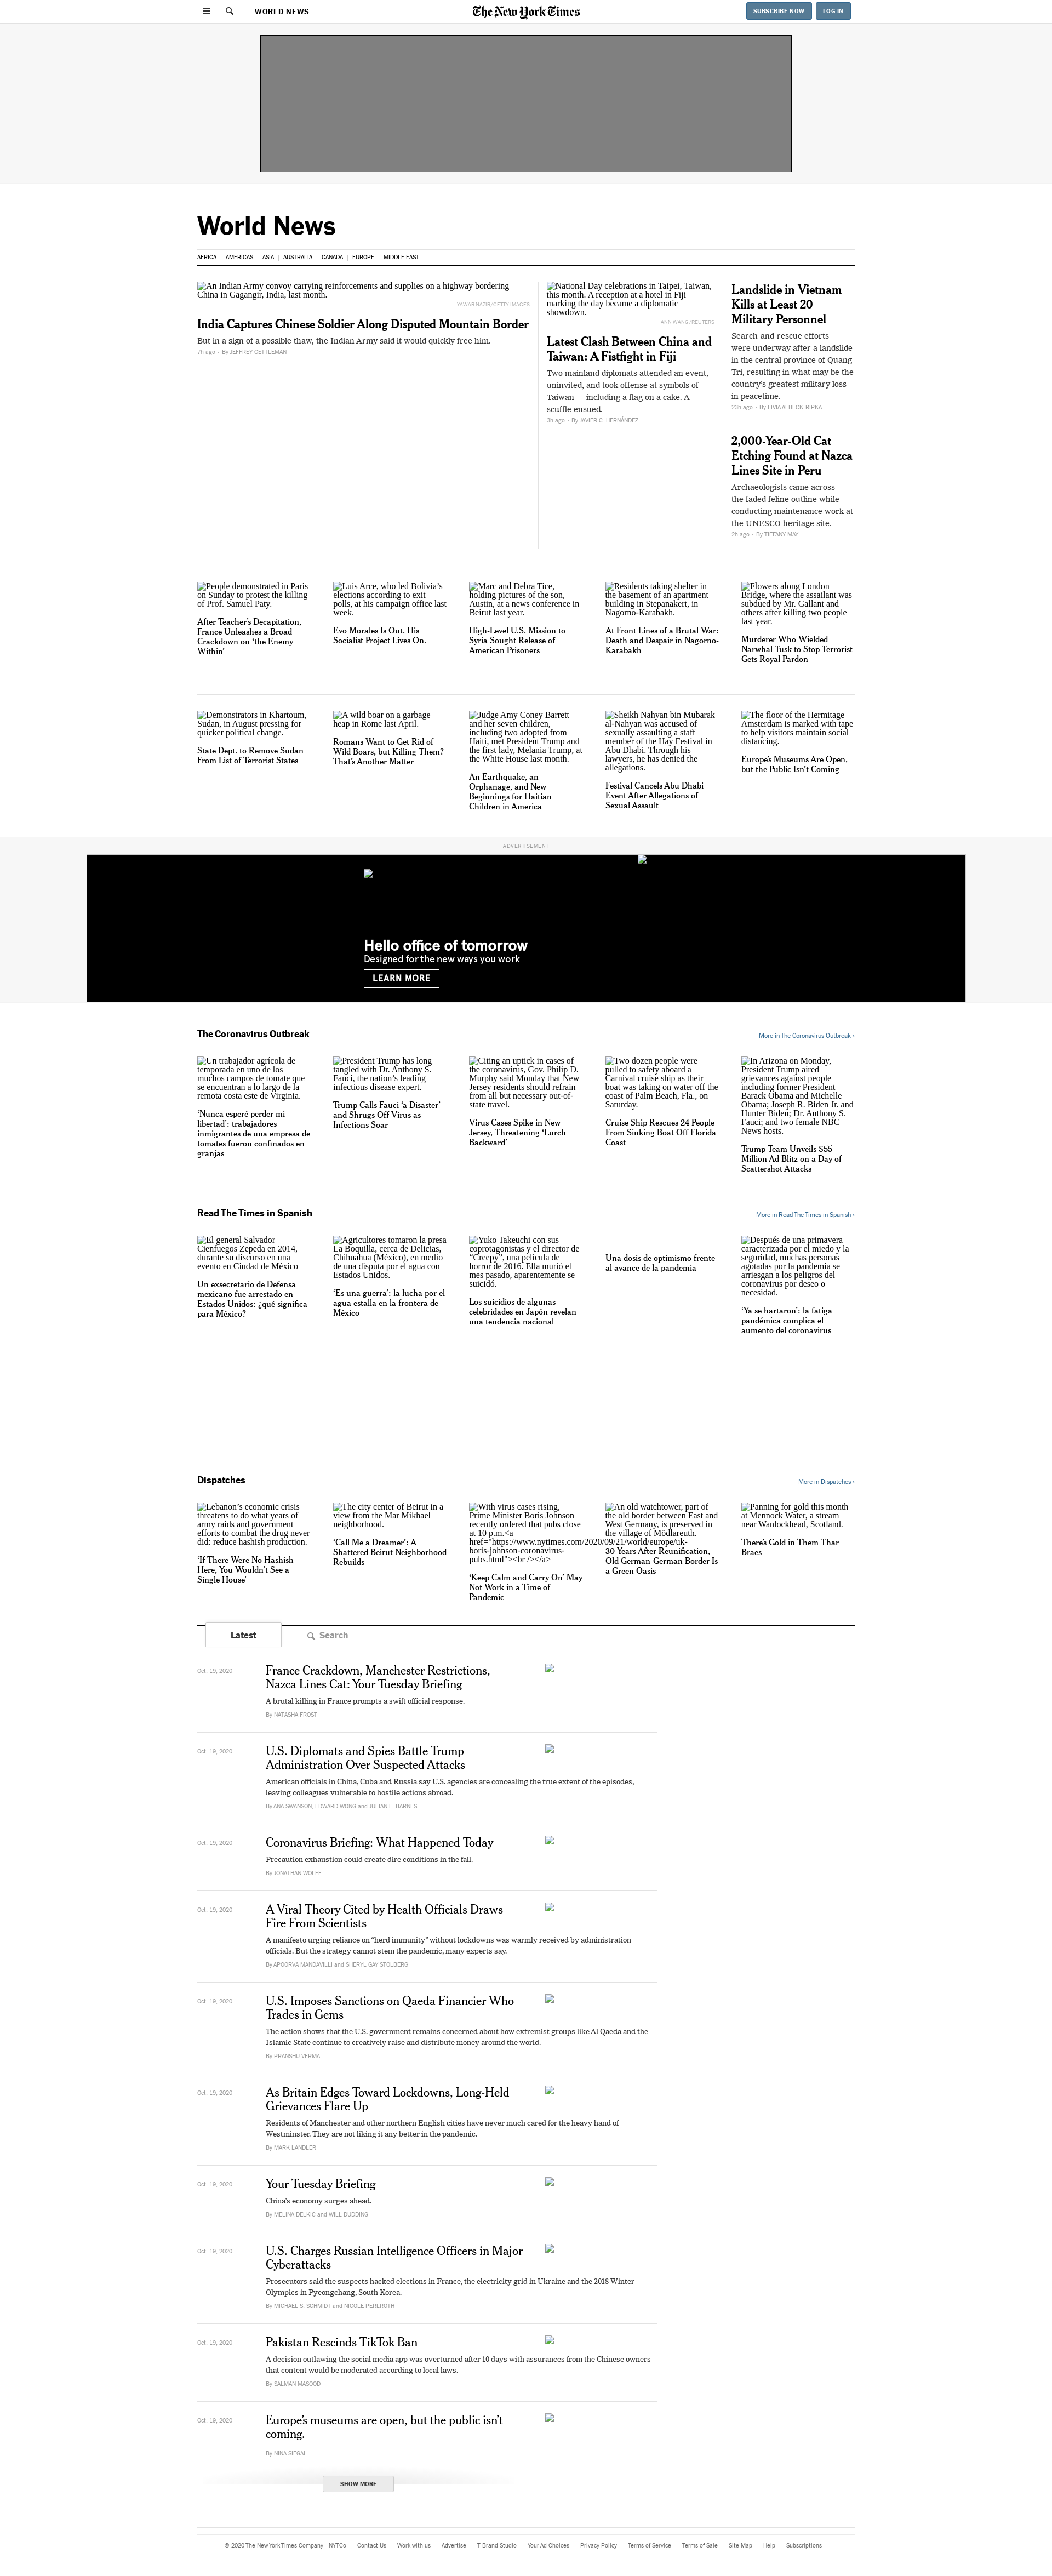 WORLD NEWS
The New York Times
SUBSCRIBE NOW
LOG IN
World News
AFRICA
AMERICAS
ASIA
AUSTRALIA
CANADA
EUROPE
MIDDLE EAST
An Indian Army convoy carrying reinforcements and supplies on a highway bordering
China in Gagangir, India, last month.
YAWAR NAZIR/GETTY IMAGES
India Captures Chinese Soldier Along Disputed Mountain Border
But in a sign of a possible thaw, the Indian Army said it would quickly free him.
7h ago - By JEFFREY GETTLEMAN
National Day celebrations in Taipei, Taiwan,
this month. A reception at a hotel in Fiji
marking the day became a diplomatic
showdown.
ANN WANG/REUTERS
Latest Clash Between China and
Taiwan: A Fistfight in Fiji
Two mainland diplomats attended an event,
uninvited, and took offense at symbols of
Taiwan — including a flag on a cake. A
scuffle ensued.
3h ago - By JAVIER C. HERNÁNDEZ
Landslide in Vietnam
Kills at Least 20
Military Personnel
Search-and-rescue efforts
were underway after a landslide
in the central province of Quang
Tri, resulting in what may be the
country's greatest military loss
in peacetime.
23h ago - By LIVIA ALBECK-RIPKA
2,000-Year-Old Cat
Etching Found at Nazca
Lines Site in Peru
Archaeologists came across
the faded feline outline while
conducting maintenance work at
the UNESCO heritage site.
2h ago - By TIFFANY MAY
People demonstrated in Paris
on Sunday to protest the killing
of Prof. Samuel Paty.
After Teacher's Decapitation,
France Unleashes a Broad
Crackdown on 'the Enemy
Within'
Luis Arce, who led Bolivia's
elections according to exit
polls, at his campaign office last
week.
Evo Morales Is Out. His
Socialist Project Lives On.
Marc and Debra Tice,
holding pictures of the son,
Austin, at a news conference in
Beirut last year.
High-Level U.S. Mission to
Syria Sought Release of
American Prisoners
Residents taking shelter in
the basement of an apartment
building in Stepanakert, in
Nagorno-Karabakh.
At Front Lines of a Brutal War:
Death and Despair in Nagorno-
Karabakh
Flowers along London
Bridge, where the assailant was
subdued by Mr. Gallant and
others after killing two people
last year.
Murderer Who Wielded
Narwhal Tusk to Stop Terrorist
Gets Royal Pardon
Demonstrators in Khartoum,
Sudan, in August pressing for
quicker political change.
State Dept. to Remove Sudan
From List of Terrorist States
A wild boar on a garbage
heap in Rome last April.
Romans Want to Get Rid of
Wild Boars, but Killing Them?
That's Another Matter
Judge Amy Coney Barrett
and her seven children,
including two adopted from
Haiti, met President Trump and
the first lady, Melania Trump, at
the White House last month.
An Earthquake, an
Orphanage, and New
Beginnings for Haitian
Children in America
Sheikh Nahyan bin Mubarak
al-Nahyan was accused of
sexually assaulting a staff
member of the Hay Festival in
Abu Dhabi. Through his
lawyers, he has denied the
allegations.
Festival Cancels Abu Dhabi
Event After Allegations of
Sexual Assault
The floor of the Hermitage
Amsterdam is marked with tape
to help visitors maintain social
distancing.
Europe's Museums Are Open,
but the Public Isn't Coming
ADVERTISEMENT
Hello office of tomorrow
Designed for the new ways you work
LEARN MORE
The Coronavirus Outbreak
More in The Coronavirus Outbreak ›
Un trabajador agrícola de
temporada en uno de los
muchos campos de tomate que
se encuentran a lo largo de la
remota costa este de Virginia.
'Nunca esperé perder mi
libertad': trabajadores
inmigrantes de una empresa de
tomates fueron confinados en
granjas
President Trump has long
tangled with Dr. Anthony S.
Fauci, the nation's leading
infectious disease expert.
Trump Calls Fauci 'a Disaster'
and Shrugs Off Virus as
Infections Soar
Citing an uptick in cases of
the coronavirus, Gov. Philip D.
Murphy said Monday that New
Jersey residents should refrain
from all but necessary out-of-
state travel.
Virus Cases Spike in New
Jersey, Threatening 'Lurch
Backward'
Two dozen people were
pulled to safety aboard a
Carnival cruise ship as their
boat was taking on water off the
coast of Palm Beach, Fla., on
Saturday.
Cruise Ship Rescues 24 People
From Sinking Boat Off Florida
Coast
In Arizona on Monday,
President Trump aired
grievances against people
including former President
Barack Obama and Michelle
Obama; Joseph R. Biden Jr. and
Hunter Biden; Dr. Anthony S.
Fauci; and two female NBC
News hosts.
Trump Team Unveils $55
Million Ad Blitz on a Day of
Scattershot Attacks
Read The Times in Spanish
More in Read The Times in Spanish ›
El general Salvador
Cienfuegos Zepeda en 2014,
durante su discurso en una
evento en Ciudad de México
Un exsecretario de Defensa
mexicano fue arrestado en
Estados Unidos: ¿qué significa
para México?
Agricultores tomaron la presa
La Boquilla, cerca de Delicias,
Chihuahua (México), en medio
de una disputa por el agua con
Estados Unidos.
'Es una guerra': la lucha por el
agua estalla en la frontera de
México
Yuko Takeuchi con sus
coprotagonistas y el director de
"Creepy", una película de
horror de 2016. Ella murió el
mes pasado, aparentemente se
suicidó.
Los suicidios de algunas
celebridades en Japón revelan
una tendencia nacional
Una dosis de optimismo frente
al avance de la pandemia
Después de una primavera
caracterizada por el miedo y la
seguridad, muchas personas
agotadas por la pandemia se
arriesgan a los peligros del
coronavirus por deseo o
necesidad.
'Ya se hartaron': la fatiga
pandémica complica el
aumento del coronavirus
Dispatches
More in Dispatches ›
Lebanon's economic crisis
threatens to do what years of
army raids and government
efforts to combat the drug never
did: reduce hashish production.
'If There Were No Hashish
Here, You Wouldn't See a
Single House'
The city center of Beirut in a
view from the Mar Mikhael
neighborhood.
'Call Me a Dreamer': A
Shattered Beirut Neighborhood
Rebuilds
With virus cases rising,
Prime Minister Boris Johnson
recently ordered that pubs close
at 10 p.m.<a
href="https://www.nytimes.com/2020/09/21/world/europe/uk-
boris-johnson-coronavirus-
pubs.html"><br /></a>
'Keep Calm and Carry On' May
Not Work in a Time of
Pandemic
An old watchtower, part of
the old border between East and
West Germany, is preserved in
the village of Mödlareuth.
30 Years After Reunification,
Old German-German Border Is
a Green Oasis
Panning for gold this month
at Mennock Water, a stream
near Wanlockhead, Scotland.
There's Gold in Them Thar
Braes
Latest
Search
Oct. 19, 2020
France Crackdown, Manchester Restrictions,
Nazca Lines Cat: Your Tuesday Briefing
A brutal killing in France prompts a swift official response.
By NATASHA FROST
Oct. 19, 2020
U.S. Diplomats and Spies Battle Trump
Administration Over Suspected Attacks
American officials in China, Cuba and Russia say U.S. agencies are concealing the true extent of the episodes,
leaving colleagues vulnerable to hostile actions abroad.
By ANA SWANSON, EDWARD WONG and JULIAN E. BARNES
Oct. 19, 2020
Coronavirus Briefing: What Happened Today
Precaution exhaustion could create dire conditions in the fall.
By JONATHAN WOLFE
Oct. 19, 2020
A Viral Theory Cited by Health Officials Draws
Fire From Scientists
A manifesto urging reliance on "herd immunity" without lockdowns was warmly received by administration
officials. But the strategy cannot stem the pandemic, many experts say.
By APOORVA MANDAVILLI and SHERYL GAY STOLBERG
Oct. 19, 2020
U.S. Imposes Sanctions on Qaeda Financier Who
Trades in Gems
The action shows that the U.S. government remains concerned about how extremist groups like Al Qaeda and the
Islamic State continue to creatively raise and distribute money around the world.
By PRANSHU VERMA
Oct. 19, 2020
As Britain Edges Toward Lockdowns, Long-Held
Grievances Flare Up
Residents of Manchester and other northern English cities have never much cared for the heavy hand of
Westminster. They are not liking it any better in the pandemic.
By MARK LANDLER
Oct. 19, 2020
Your Tuesday Briefing
China's economy surges ahead.
By MELINA DELKIC and WILL DUDDING
Oct. 19, 2020
U.S. Charges Russian Intelligence Officers in Major
Cyberattacks
Prosecutors said the suspects hacked elections in France, the electricity grid in Ukraine and the 2018 Winter
Olympics in Pyeongchang, South Korea.
By MICHAEL S. SCHMIDT and NICOLE PERLROTH
Oct. 19, 2020
Pakistan Rescinds TikTok Ban
A decision outlawing the social media app was overturned after 10 days with assurances from the Chinese owners
that content would be moderated according to local laws.
By SALMAN MASOOD
Oct. 19, 2020
Europe's museums are open, but the public isn't
coming.
By NINA SIEGAL
SHOW MORE
© 2020 The New York Times Company
NYTCo
Contact Us
Work with us
Advertise
T Brand Studio
Your Ad Choices
Privacy Policy
Terms of Service
Terms of Sale
Site Map
Help
Subscriptions